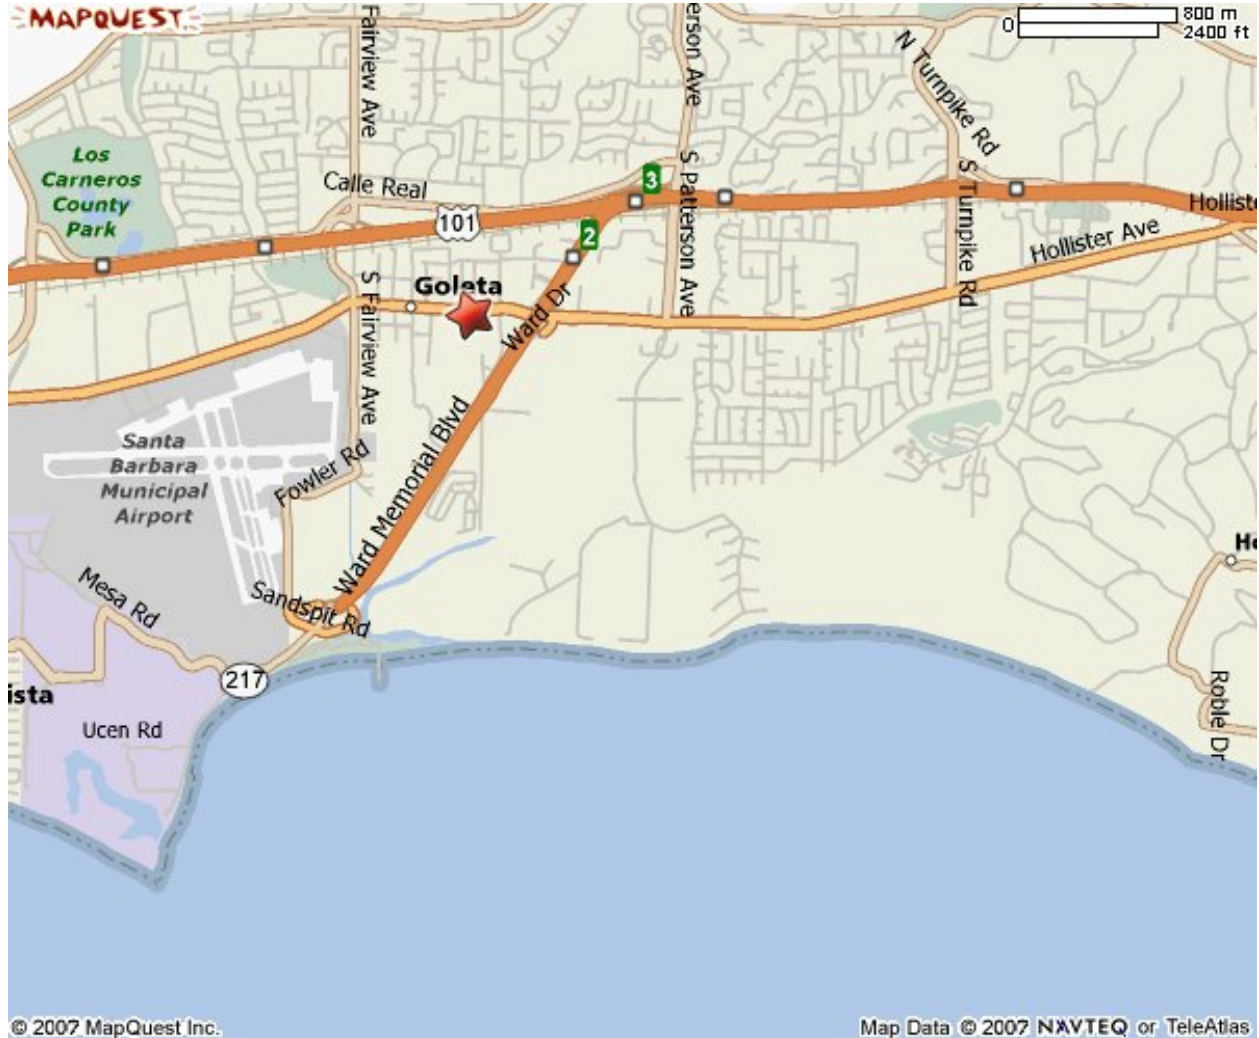 MAPQUEST
0
800 m
2400 ft
Fairview Ave
erson Ave
N Turnpike Rd
Los
Carneros
County
Park
Calle Real
3
S Patterson Ave
S Turnpike Rd
Holliste
101
2
Hollister Ave
Goleta
S Fairview Ave
Ward Dr
Santa
Barbara
Municipal
Airport
Fowler Rd
Ward Memorial Blvd
Mesa Rd
Sandspit Rd
Ho
217
ista
Ucen Rd
Roble Dr
© 2007 MapQuest Inc.
Map Data © 2007 NAVTEQ or TeleAtlas